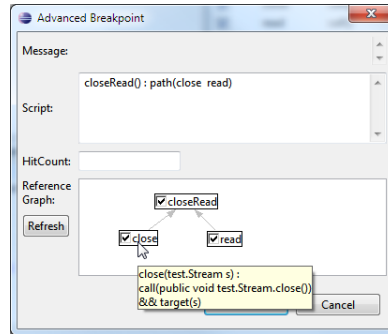 Advanced Breakpoint
Message:
closeRead() : path(close read)
Script:
HitCount:
Reference
Graph:
Refresh
closeRead
close
read
close(test.Stream s) :
call(public void test.Stream.close())
&& target(s)
Cancel